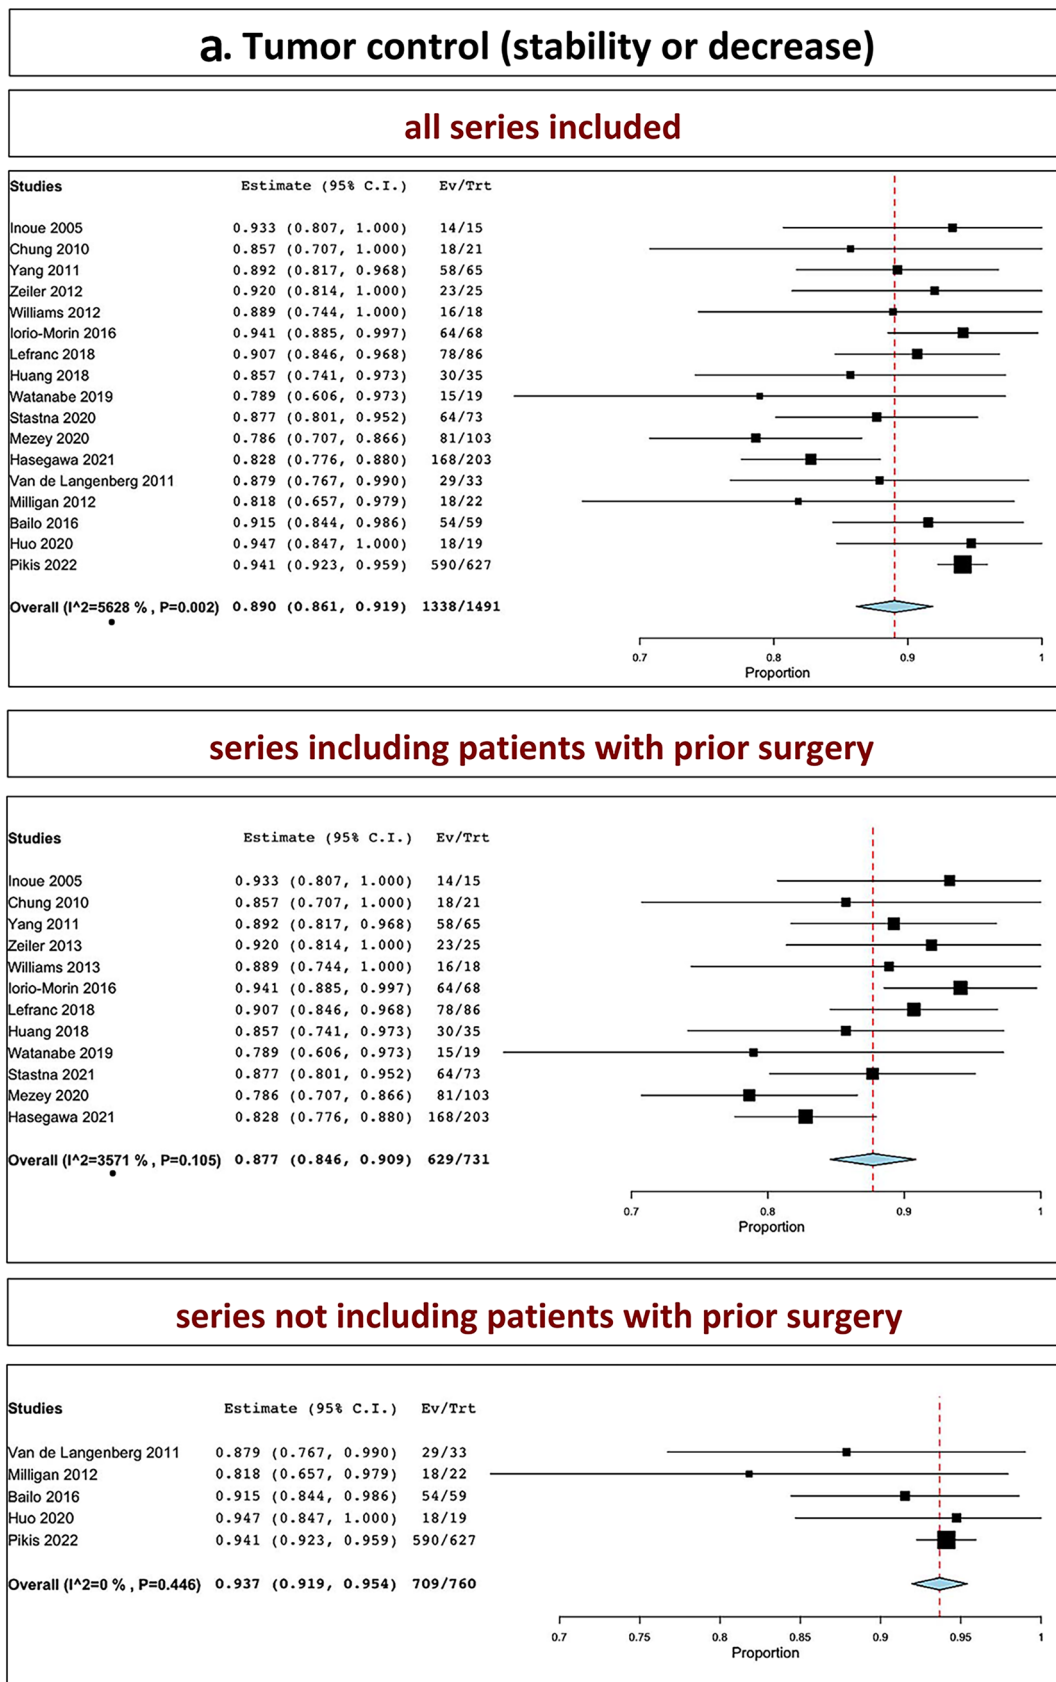 a. Tumor control (stability or decrease)
all series included
Studies Estimate (95% C.I.) Ev/Trt
Inoue 2005 0.933 (0.807, 1.000) 14/15
Chung 2010 0.857 (0.707, 1.000) 18/21
Yang 2011 0.892 (0.817, 0.968) 58/65
Zeiler 2012 0.920 (0.814, 1.000) 23/25
Williams 2012 0.889 (0.744, 1.000) 16/18
Iorio-Morin 2016 0.941 (0.885, 0.997) 64/68
Lefranc 2018 0.907 (0.846, 0.968) 78/86
Huang 2018 0.857 (0.741, 0.973) 30/35
Watanabe 2019 0.789 (0.606, 0.973) 15/19
Stastna 2020 0.877 (0.801, 0.952) 64/73
Mezey 2020 0.786 (0.707, 0.866) 81/103
Hasegawa 2021 0.828 (0.776, 0.880) 168/203
Van de Langenberg 2011 0.879 (0.767, 0.990) 29/33
Milligan 2012 0.818 (0.657, 0.979) 18/22
Bailo 2016 0.915 (0.844, 0.986) 54/59
Huo 2020 0.947 (0.847, 1.000) 18/19
Pikis 2022 0.941 (0.923, 0.959) 590/627
Overall (I^2=5628 % , P=0.002) 0.890 (0.861, 0.919) 1338/1491
0.7 0.8 0.9 1
Proportion
series including patients with prior surgery
Studies Estimate (95% C.I.) Ev/Trt
Inoue 2005 0.933 (0.807, 1.000) 14/15
Chung 2010 0.857 (0.707, 1.000) 18/21
Yang 2011 0.892 (0.817, 0.968) 58/65
Zeiler 2013 0.920 (0.814, 1.000) 23/25
Williams 2013 0.889 (0.744, 1.000) 16/18
Iorio-Morin 2016 0.941 (0.885, 0.997) 64/68
Lefranc 2018 0.907 (0.846, 0.968) 78/86
Huang 2018 0.857 (0.741, 0.973) 30/35
Watanabe 2019 0.789 (0.606, 0.973) 15/19
Stastna 2021 0.877 (0.801, 0.952) 64/73
Mezey 2020 0.786 (0.707, 0.866) 81/103
Hasegawa 2021 0.828 (0.776, 0.880) 168/203
Overall (I^2=3571 % , P=0.105) 0.877 (0.846, 0.909) 629/731
0.7 0.8 0.9 1
Proportion
series not including patients with prior surgery
Studies Estimate (95% C.I.) Ev/Trt
Van de Langenberg 2011 0.879 (0.767, 0.990) 29/33
Milligan 2012 0.818 (0.657, 0.979) 18/22
Bailo 2016 0.915 (0.844, 0.986) 54/59
Huo 2020 0.947 (0.847, 1.000) 18/19
Pikis 2022 0.941 (0.923, 0.959) 590/627
Overall (I^2=0 % , P=0.446) 0.937 (0.919, 0.954) 709/760
0.7 0.75 0.8 0.85 0.9 0.95 1
Proportion